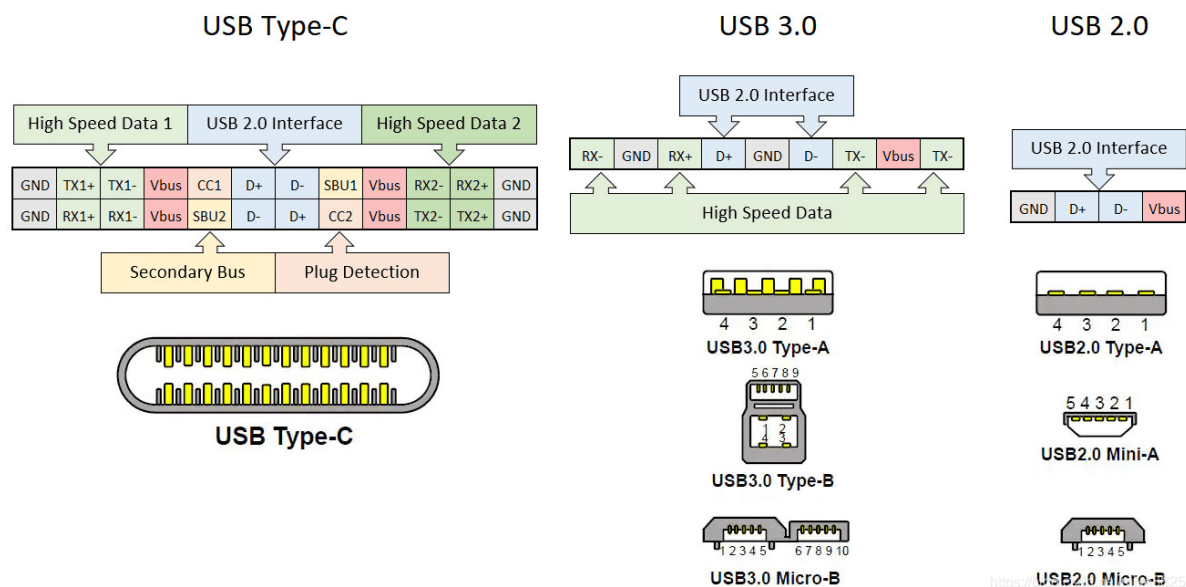 USB Type-C
USB 3.0
USB 2.0
High Speed Data 1 USB 2.0 Interface High Speed Data 2
GND TX1+ TX1- Vbus CC1 D+ D- SBU1 Vbus RX2- RX2+ GND
GND RX1+ RX1- Vbus SBU2 D- D+ CC2 Vbus TX2- TX2+ GND
Secondary Bus Plug Detection
USB Type-C
USB 2.0 Interface
RX- GND RX+ D+ GND D- TX- Vbus TX-
High Speed Data
4 3 2 1
USB3.0 Type-A
5 6 7 8 9
1 2
4 3
USB3.0 Type-B
1 2 3 4 5 6 7 8 9 10
USB3.0 Micro-B
USB 2.0 Interface
GND D+ D- Vbus
4 3 2 1
USB2.0 Type-A
5 4 3 2 1
USB2.0 Mini-A
1 2 3 4 5
USB2.0 Micro-B